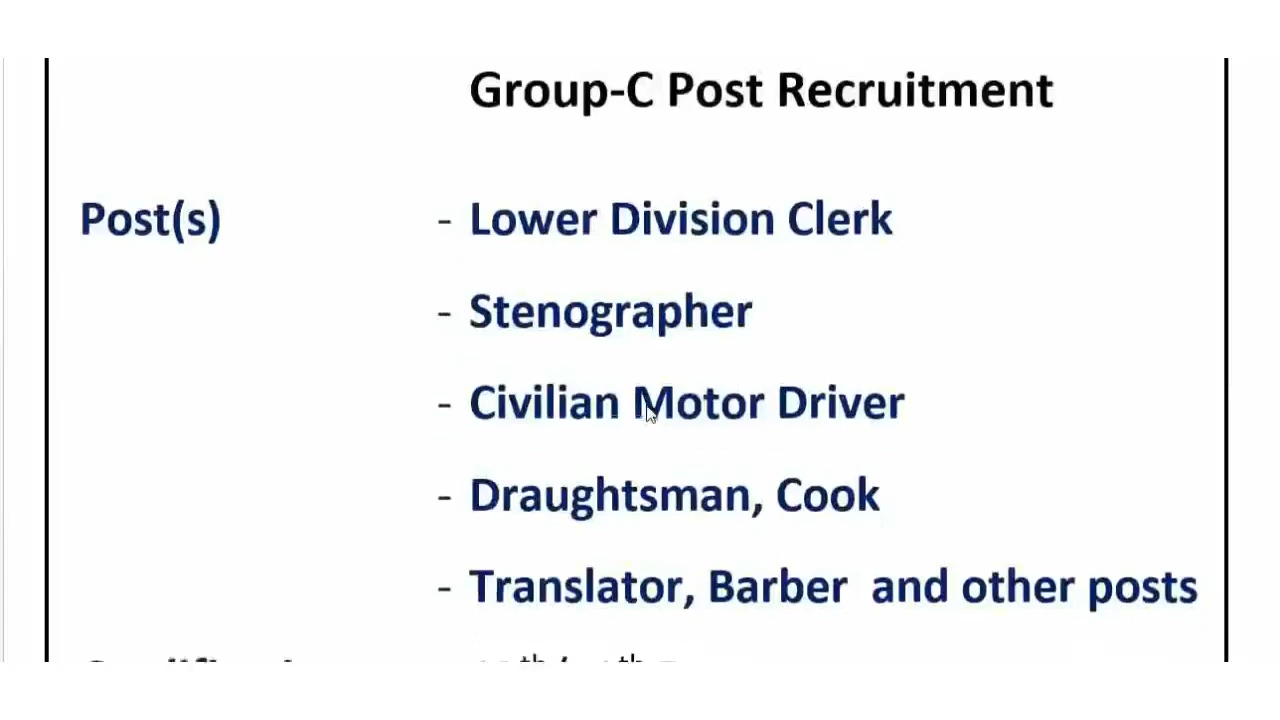 Group-C Post Recruitment
Post(s) - Lower Division Clerk
- Stenographer
- Civilian Motor Driver
- Draughtsman, Cook
- Translator, Barber and other posts